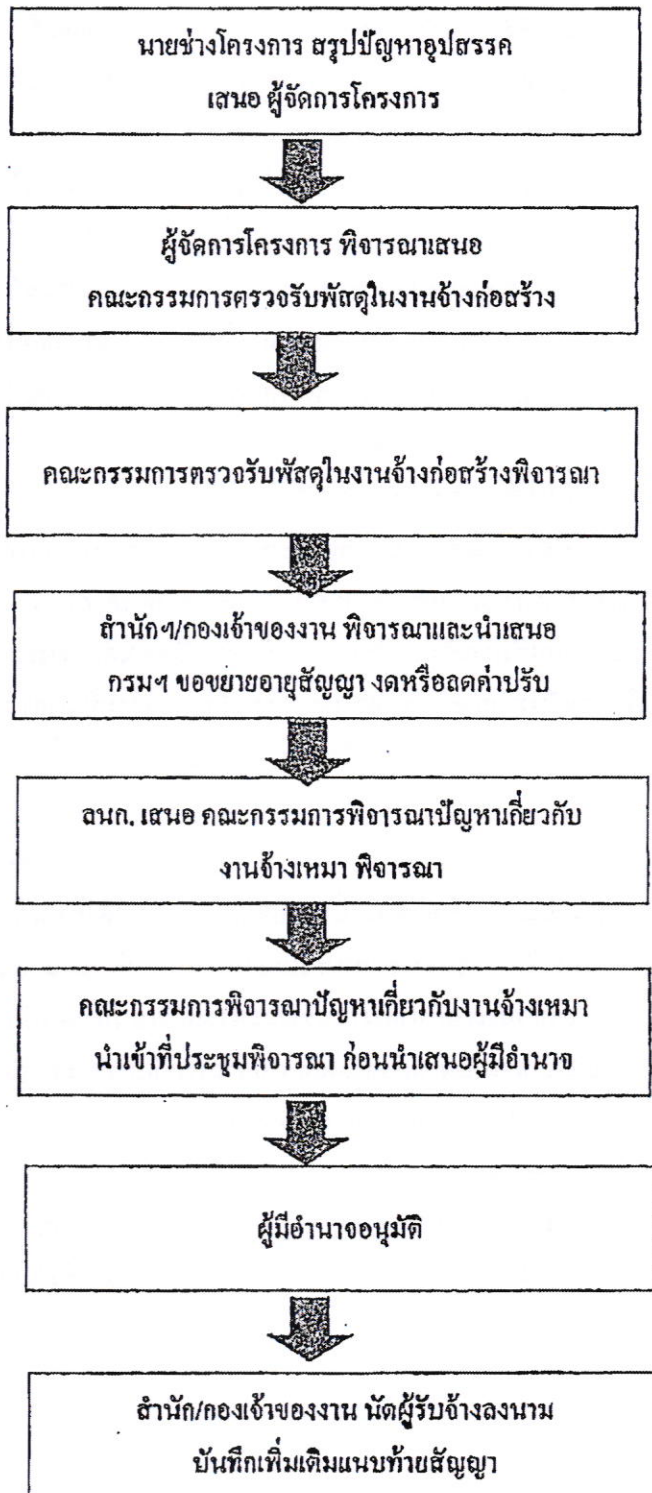 นายช่างโครงการ สรุปปัญหาอุปสรรค
เสนอ ผู้จัดการโครงการ
ผู้จัดการโครงการ พิจารณาเสนอ
คณะกรรมการตรวจรับพัสดุในงานจ้างก่อสร้าง
คณะกรรมการตรวจรับพัสดุในงานจ้างก่อสร้างพิจารณา
สำนักฯ/กองเจ้าของงาน พิจารณาและนำเสนอ
กรมฯ ขอขยายอายุสัญญา งดหรือลดค่าปรับ
ลนก. เสนอ คณะกรรมการพิจารณาปัญหาเกี่ยวกับ
งานจ้างเหมา พิจารณา
คณะกรรมการพิจารณาปัญหาเกี่ยวกับงานจ้างเหมา
นำเข้าที่ประชุมพิจารณา ก่อนนำเสนอผู้มีอำนาจ
ผู้มีอำนาจอนุมัติ
สำนัก/กองเจ้าของงาน นัดผู้รับจ้างลงนาม
บันทึกเพิ่มเติมแนบท้ายสัญญา